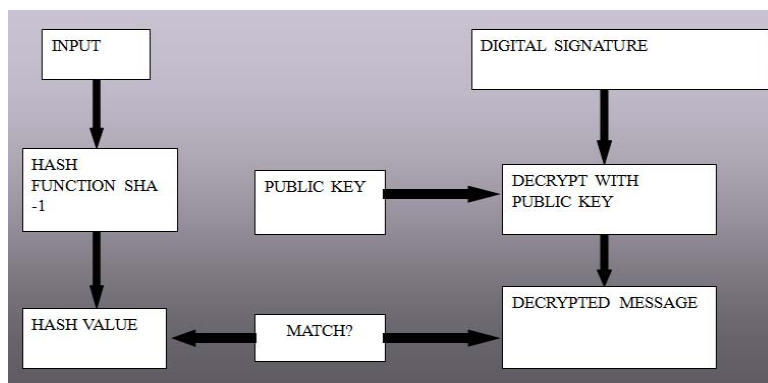 INPUT
DIGITAL SIGNATURE
HASH
FUNCTION SHA
-1
PUBLIC KEY
DECRYPT WITH
PUBLIC KEY
HASH VALUE
MATCH?
DECRYPTED MESSAGE